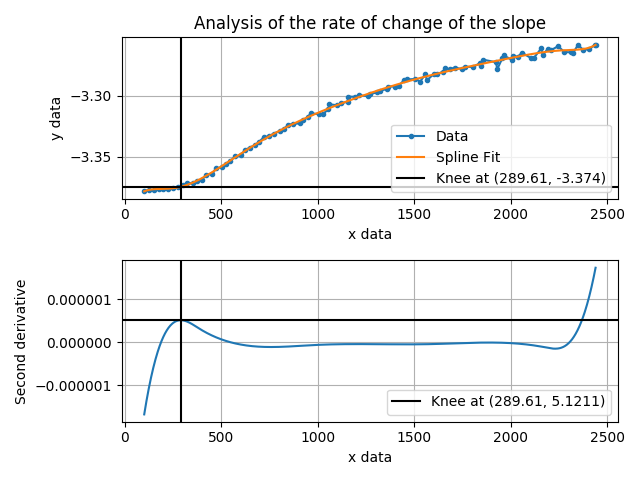 Analysis of the rate of change of the slope
y data
−3.30
−3.35
Data
Spline Fit
Knee at (289.61, -3.374)
0 500 1000 1500 2000 2500
x data
Second derivative
0.000001
0.000000
−0.000001
Knee at (289.61, 5.1211)
0 500 1000 1500 2000 2500
x data